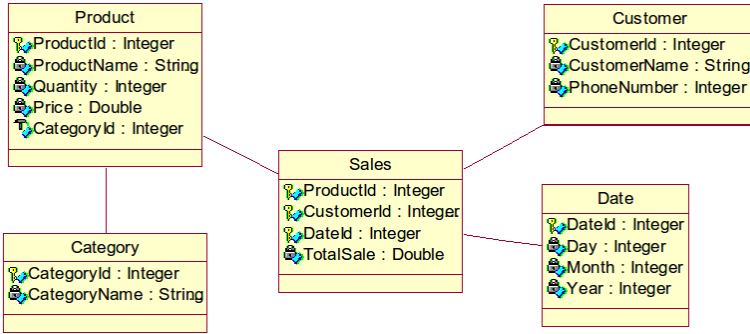 Product
ProductId : Integer
ProductName : String
Quantity : Integer
Price : Double
CategoryId : Integer
Customer
CustomerId : Integer
CustomerName : String
PhoneNumber : Integer
Sales
ProductId : Integer
CustomerId : Integer
DateId : Integer
TotalSale : Double
Date
DateId : Integer
Day : Integer
Month : Integer
Year : Integer
Category
CategoryId : Integer
CategoryName : String